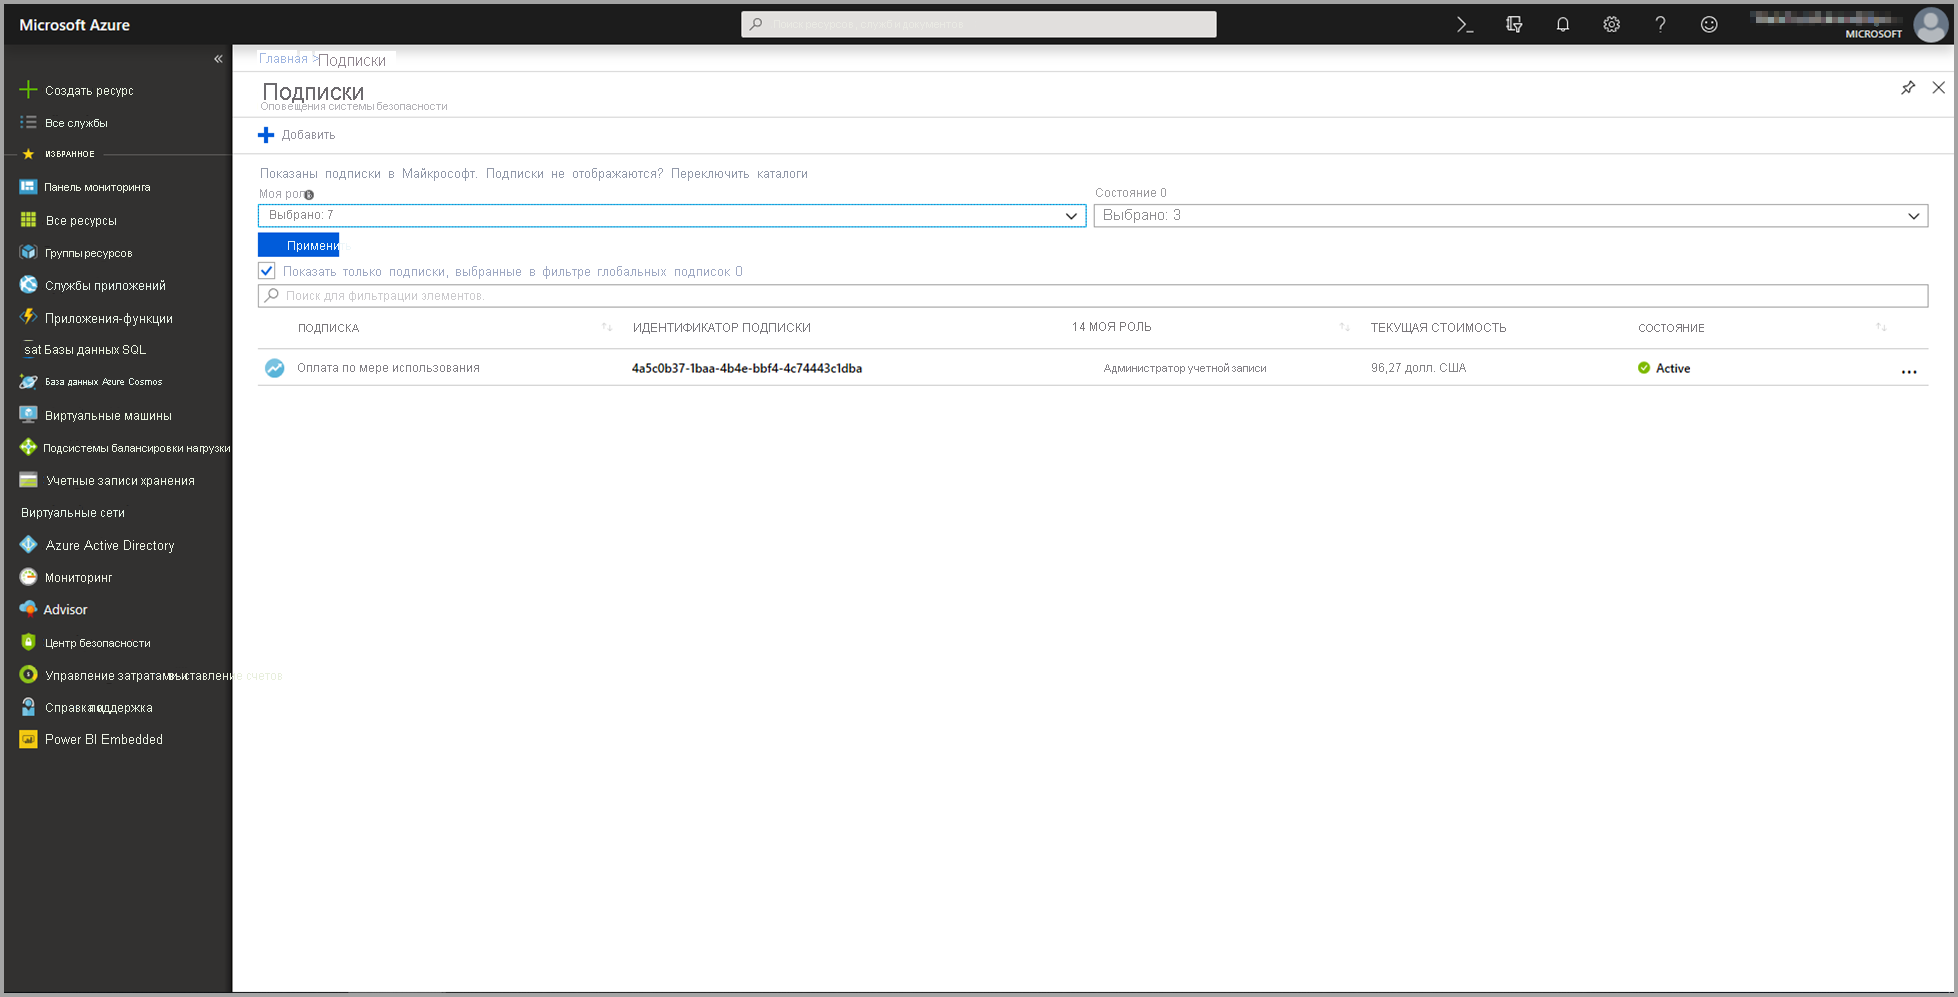 Microsoft Azure
Поиск ресурсов, служб и документов
MICROSOFT
«
Главная >Подписки
Создать ресурс
Все службы
ИЗБРАННОЕ
Панель мониторинга
Все ресурсы
Группы ресурсов
Службы приложений
Приложения-функции
sat Базы данных SQL
База данных Azure Cosmos
Виртуальные машины
Подсистемы балансировки нагрузки
Учетные записи хранения
Виртуальные сети
Azure Active Directory
Мониторинг
Advisor
Центр безопасности
Управление затратами и выставление счетов
Справка и поддержка
Power BI Embedded
Подписки
Оповещения системы безопасности
Добавить
Показаны подписки в Майкрософт. Подписки не отображаются? Переключить каталоги
Моя рол
Состояние 0
Выбрано: 7
Выбрано: 3
Примени
Показать только подписки, выбранные в фильтре глобальных подписок 0
Поиск для фильтрации элементов.
ПОДПИСКА ИДЕНТИФИКАТОР ПОДПИСКИ 14 МОЯ РОЛЬ ТЕКУЩАЯ СТОИМОСТЬ СОСТОЯНИЕ
Оплата по мере использования 4a5c0b37-1baa-4b4e-bbf4-4c74443c1dba Администратор учетной записи 96,27 долл. США Active ...